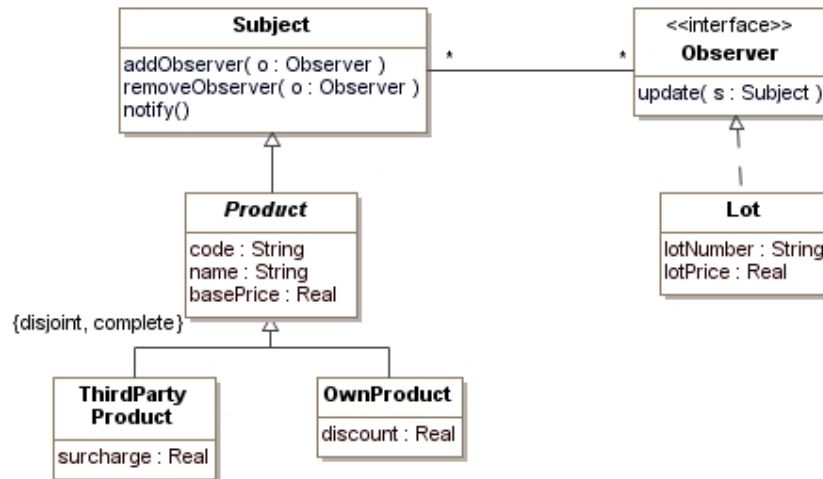 Subject
addObserver( o : Observer )
removeObserver( o : Observer )
notify()
*
*
<<interface>>
Observer
update( s : Subject )
Product
code : String
name : String
basePrice : Real
Lot
lotNumber : String
lotPrice : Real
{disjoint, complete}
ThirdParty
Product
surcharge : Real
OwnProduct
discount : Real